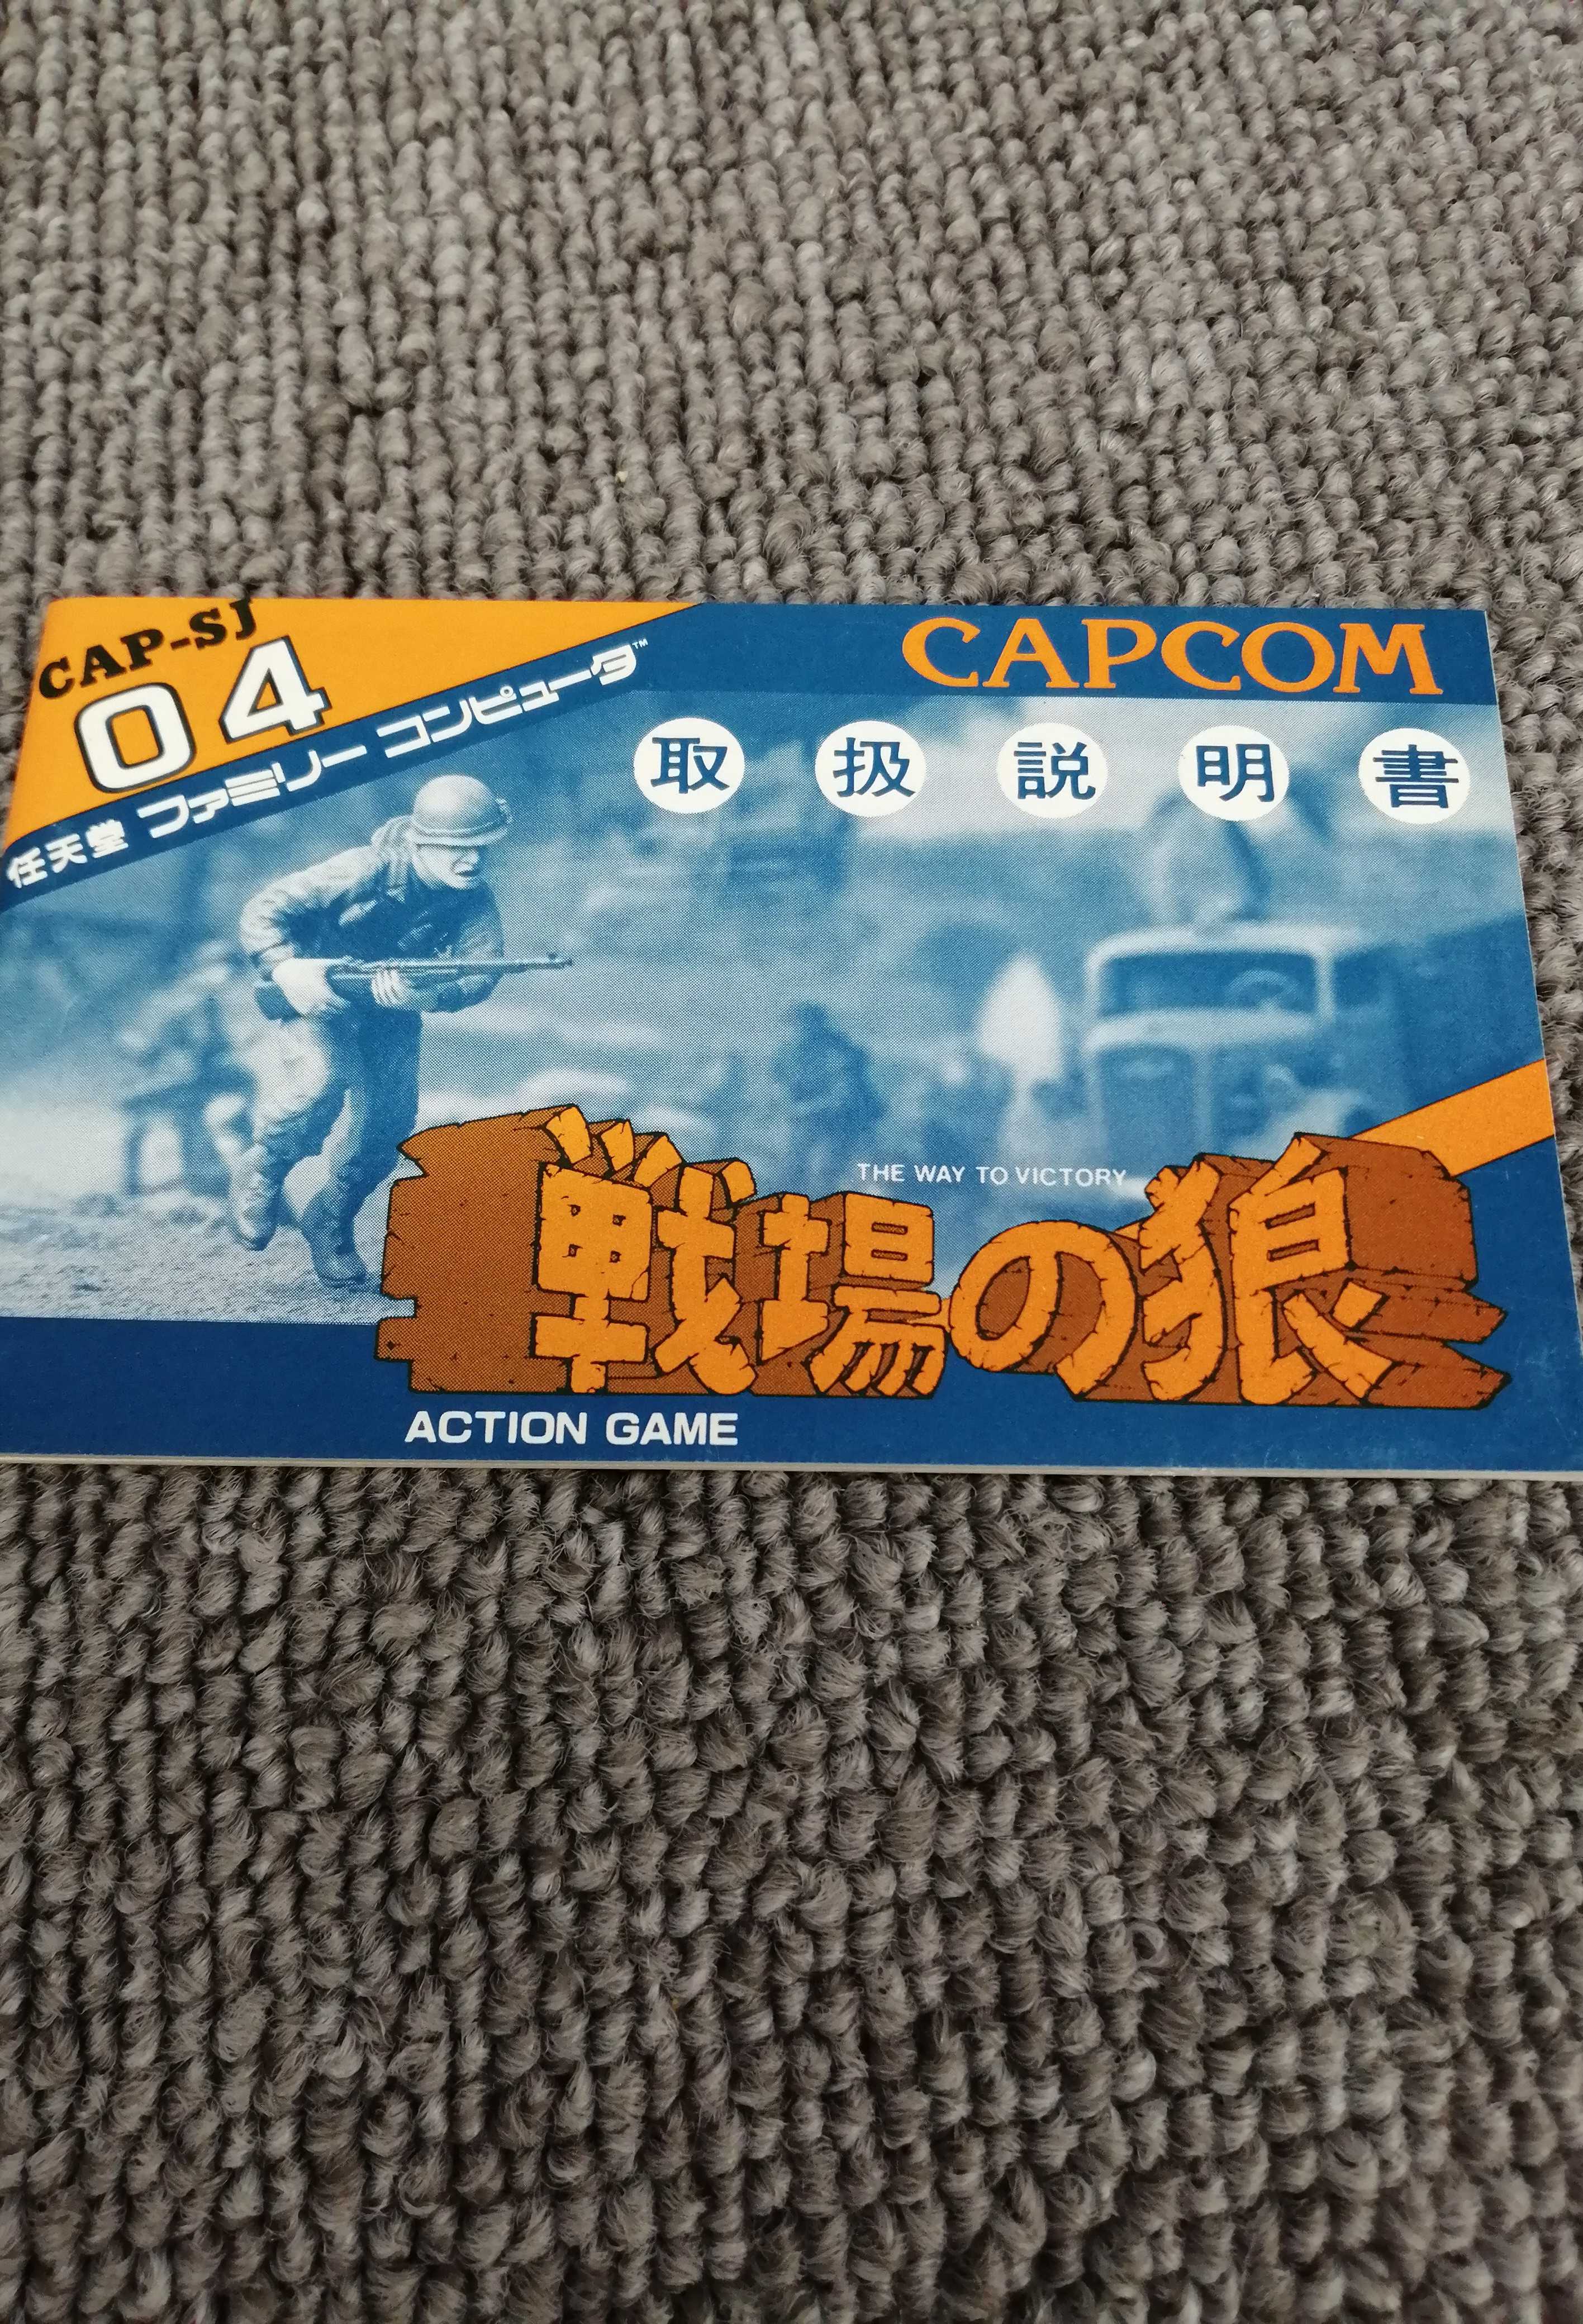 CAP-SJ
04
任天堂 ファミリーコンピュータ™
CAPCOM
取扱説明書
THE WAY TO VICTORY
戦場の狼
ACTION GAME